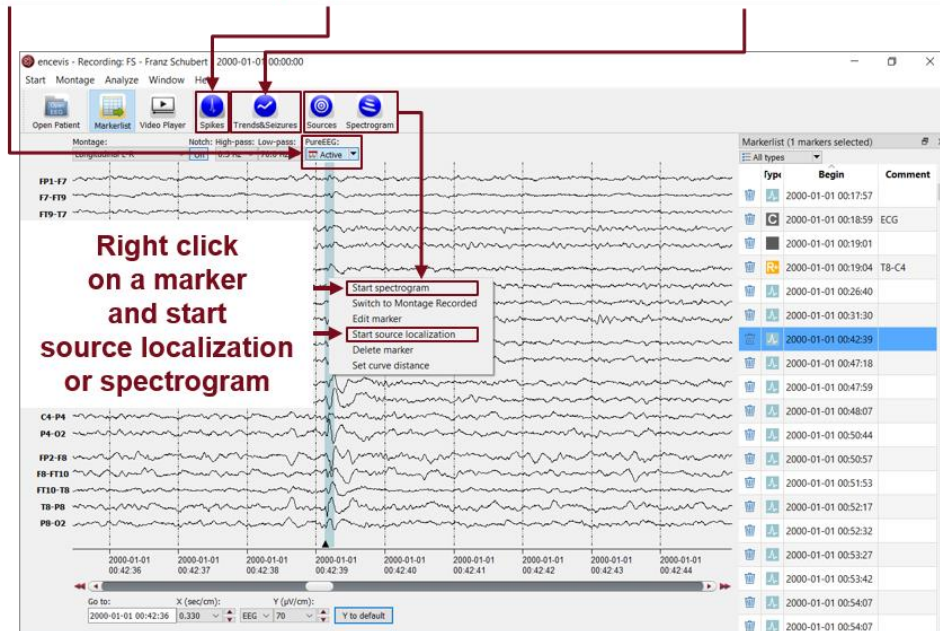 encevis - Recording: FS - Franz Schubert 2000-01-01 00:00:00
Start Montage Analyze Window
Open Patient Markerlist Video Player Spikes Trends&Seizures Sources Spectrogram
Montage: Notch: High-pass: Low-pass: PureEEG:
Active
FP1-F7
F7-FT9
FT9-T7
Right click
on a marker
and start
source localization
or spectrogram
Start spectrogram
Switch to Montage Recorded
Edit marker
Start source localization
Delete marker
Set curve distance
C4-P4
P4-O2
FP2-F8
F8-FT10
FT10-T8
T8-P8
P8-O2
2000-01-01 2000-01-01 2000-01-01 2000-01-01 2000-01-01 2000-01-01 2000-01-01 2000-01-01 2000-01-01
00:42:36 00:42:37 00:42:38 00:42:39 00:42:40 00:42:41 00:42:42 00:42:43 00:42:44
Go to: X (sec/cm): Y (µV/cm):
2000-01-01 00:42:36 0.330 EEG 70 Y to default
Markerlist (1 markers selected)
All types
Begin Comment
2000-01-01 00:17:57
C 2000-01-01 00:18:59 ECG
2000-01-01 00:19:01
R+ 2000-01-01 00:19:04 T8-C4
2000-01-01 00:26:40
2000-01-01 00:31:30
2000-01-01 00:42:39
2000-01-01 00:47:18
2000-01-01 00:47:59
2000-01-01 00:48:07
2000-01-01 00:50:44
2000-01-01 00:50:57
2000-01-01 00:51:53
2000-01-01 00:52:17
2000-01-01 00:52:32
2000-01-01 00:53:27
2000-01-01 00:53:42
2000-01-01 00:54:07
2000-01-01 00:54:07